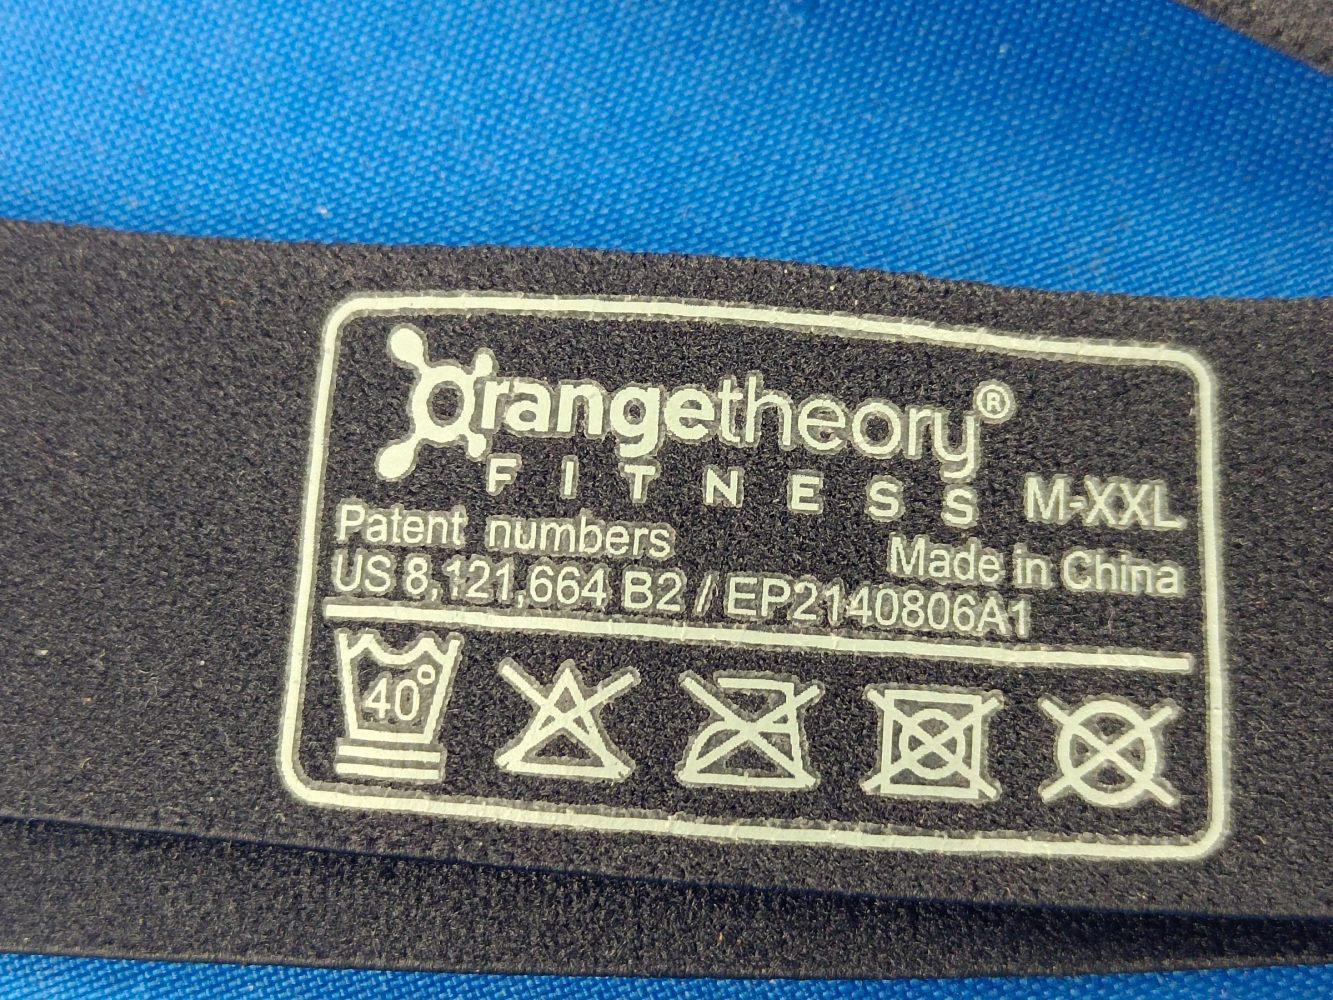 Orangetheory®
FITNESS
M-XXL
Patent numbers
Made in China
US 8,121,664 B2 / EP2140806A1
40°